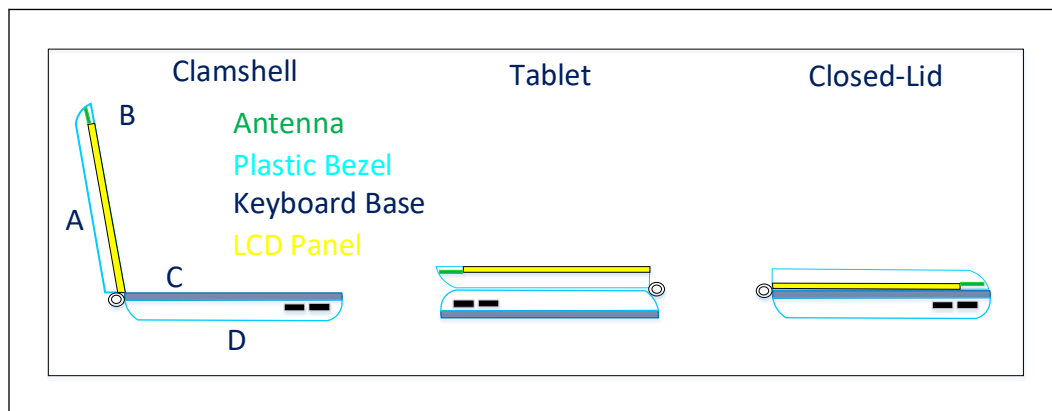 Clamshell
Tablet
Closed-Lid
B
Antenna
Plastic Bezel
Keyboard Base
A
LCD Panel
C
D